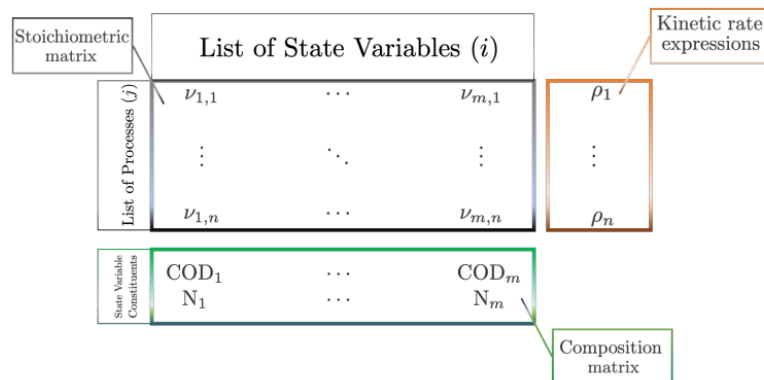 Stoichiometric
matrix
List of State Variables (i)
Kinetic rate
expressions
List of Processes (j)
ν₁,₁ ⋯ νₘ,₁ ρ₁
⋮ ⋱ ⋮ ⋮
ν₁,ₙ ⋯ νₘ,ₙ ρₙ
State Variable
Constituents
COD₁ ⋯ CODₘ
N₁ ⋯ Nₘ
Composition
matrix